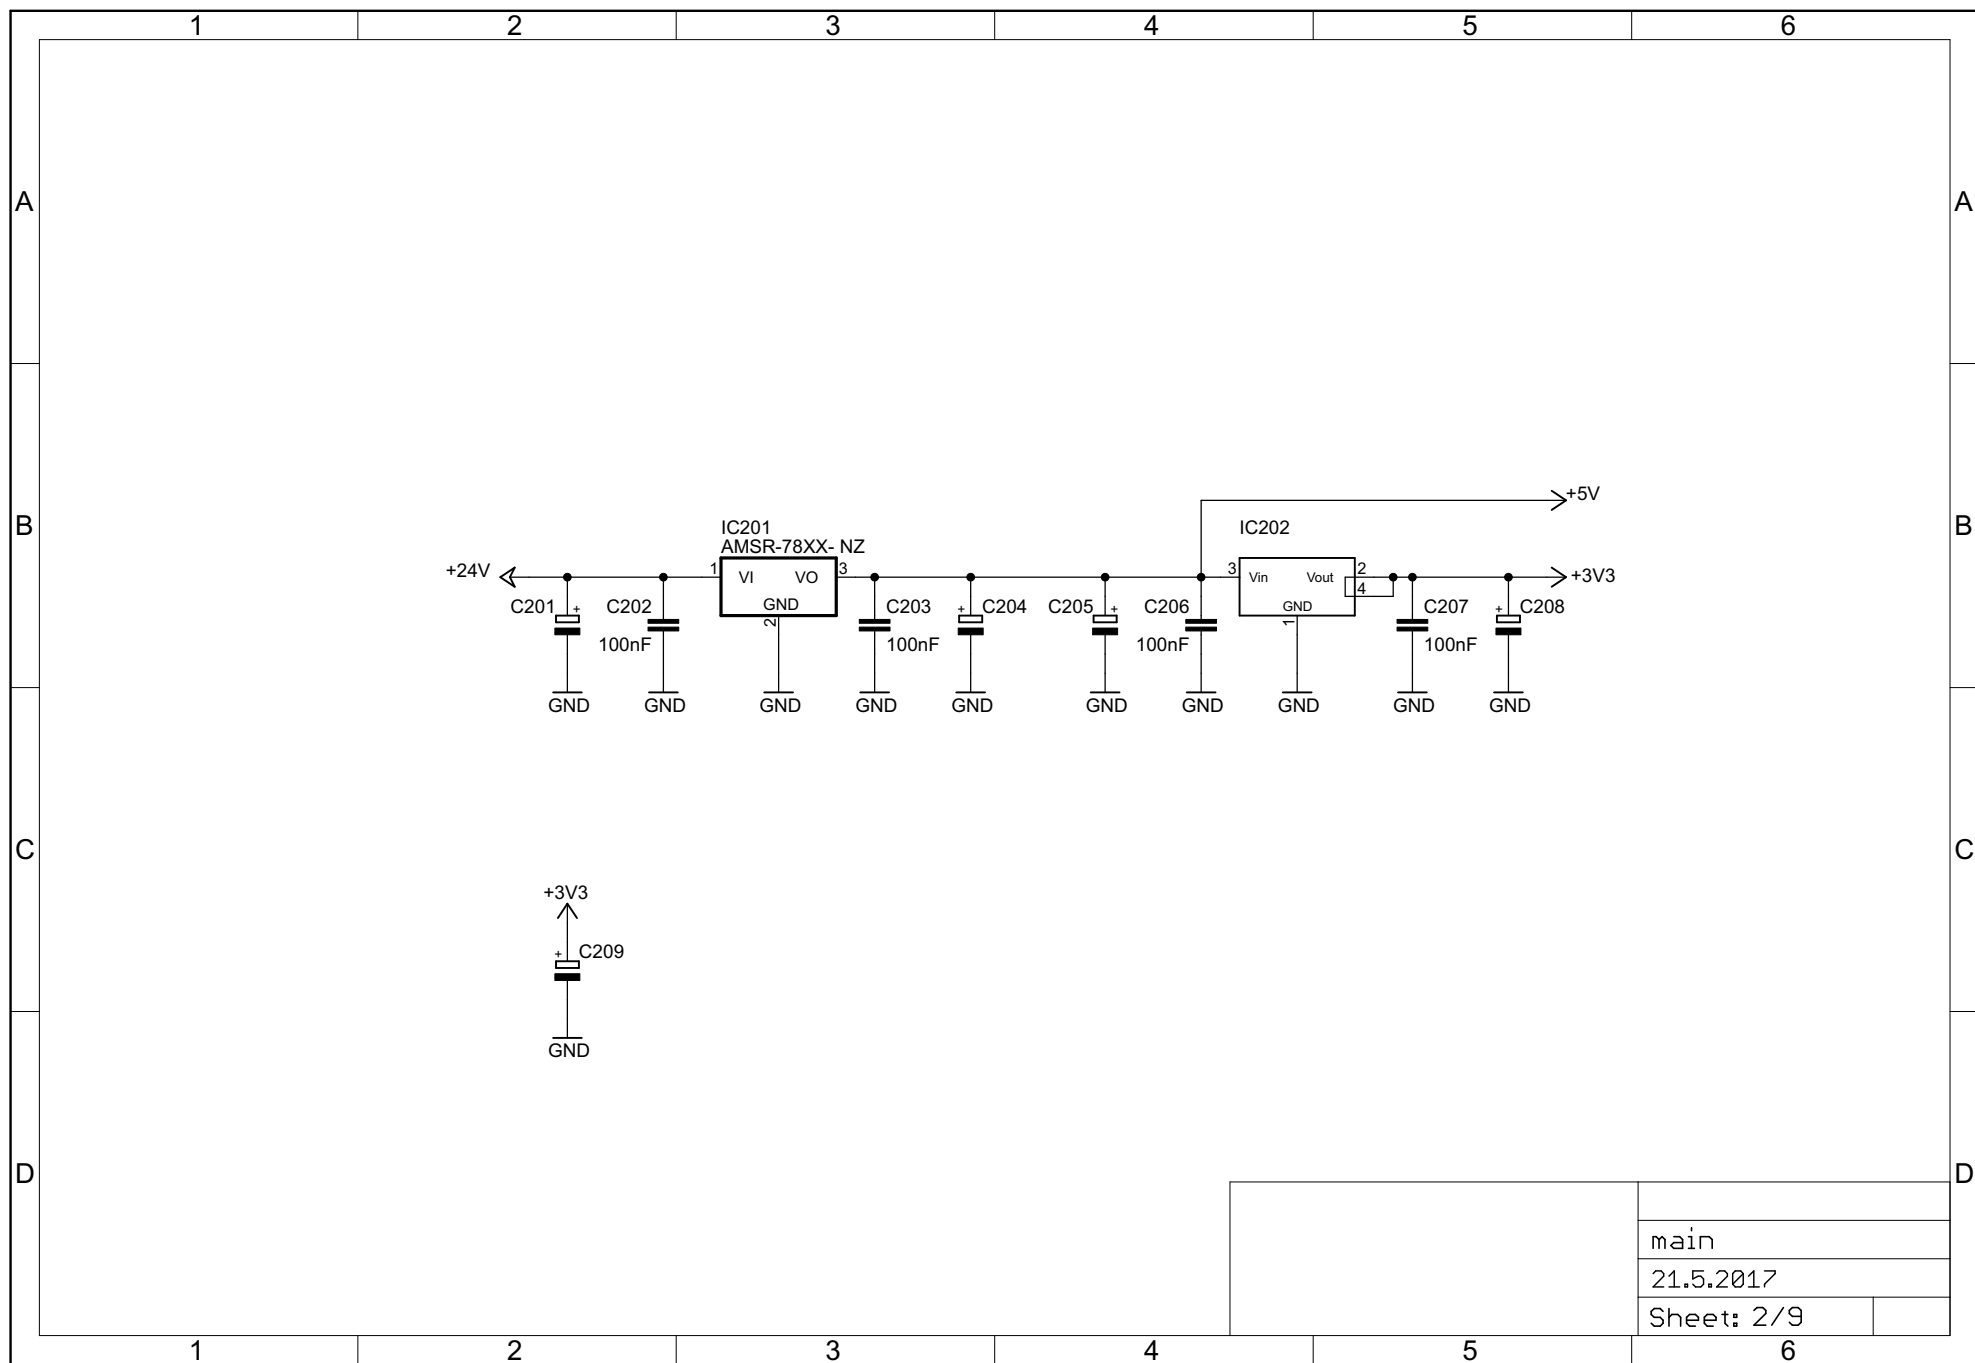 1 2 3 4 5 6
A A
+5V
B B
IC201 IC202
AMSR-78XX- NZ
+24V 1 VI VO 3 3 Vin Vout 2 +3V3
4
C201 + C202 GND C203 + C204 C205 + C206 GND C207 + C208
2 1
100nF 100nF 100nF 100nF
GND GND GND GND GND GND GND GND GND GND
C C
+3V3
+ C209
GND
D D
main
21.5.2017
Sheet: 2/9
1 2 3 4 5 6